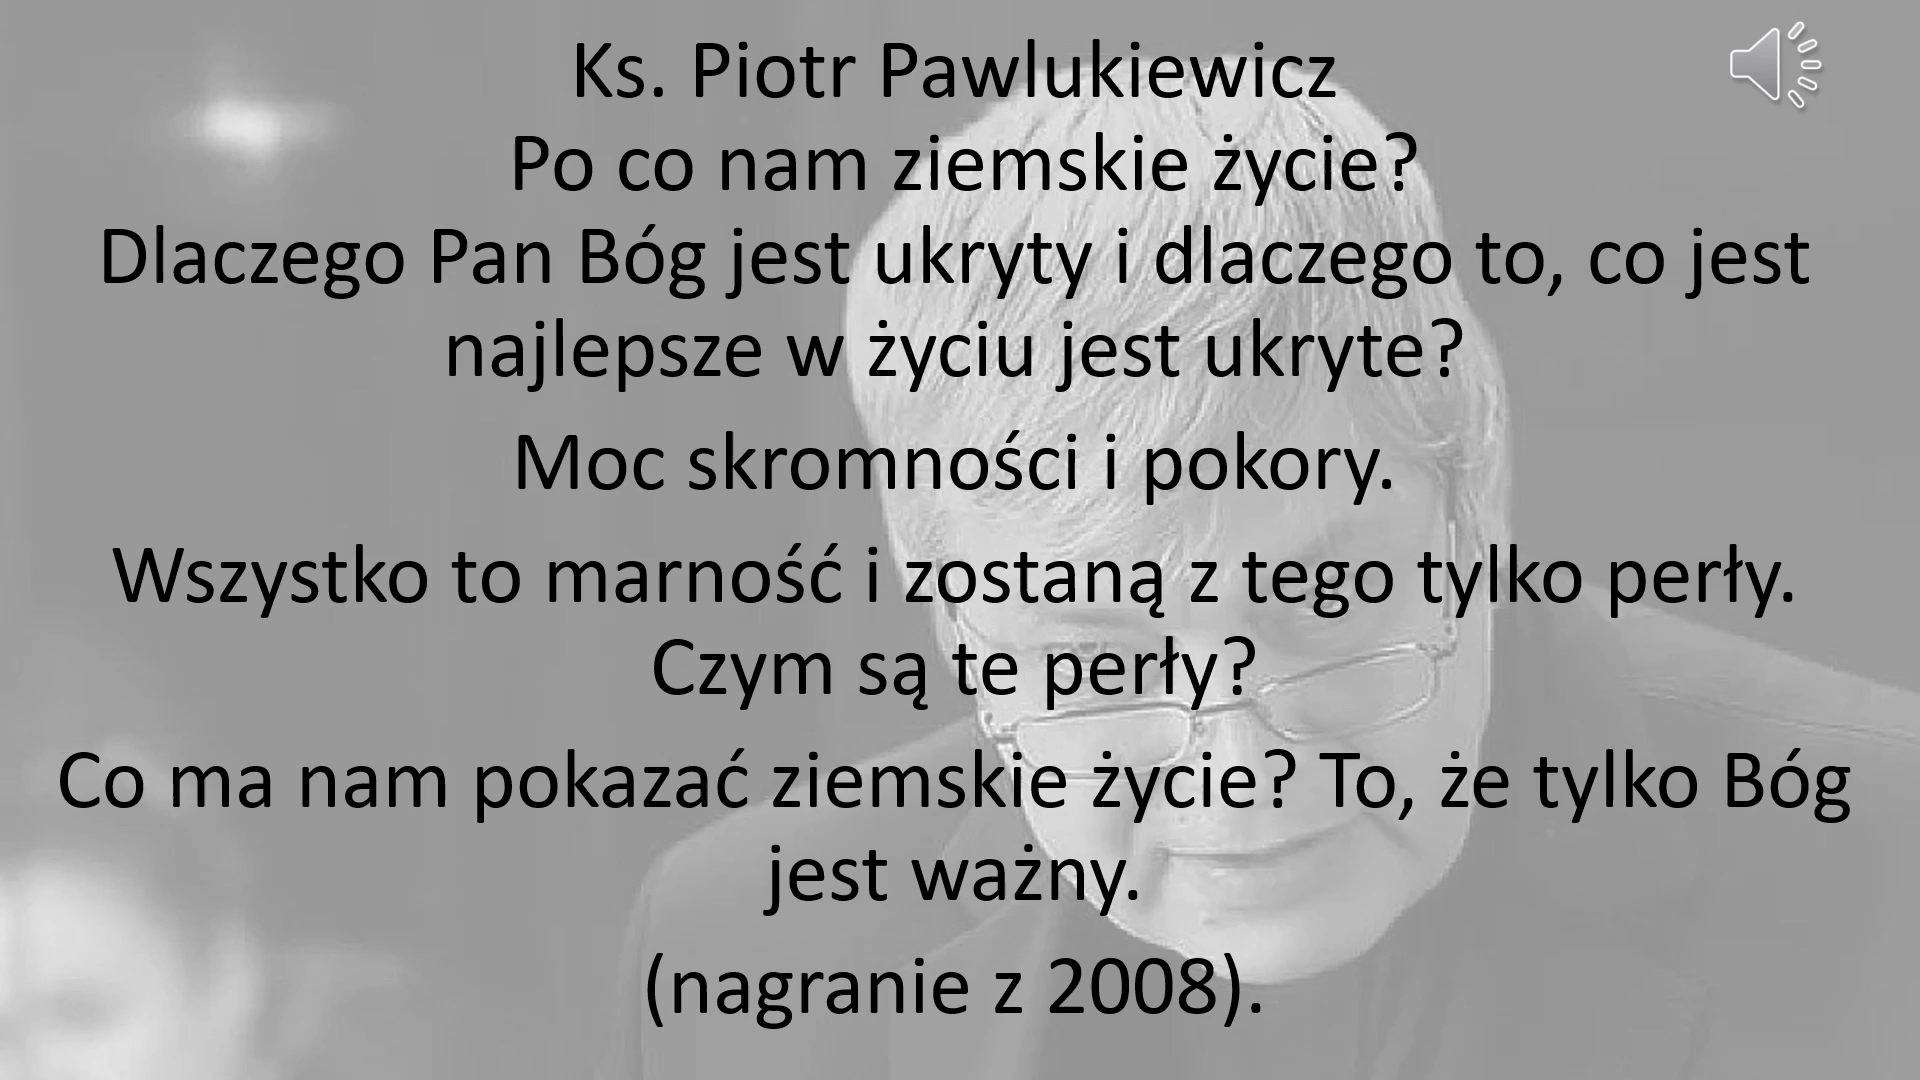 Ks. Piotr Pawlukiewicz
Po co nam ziemskie życie?
Dlaczego Pan Bóg jest ukryty i dlaczego to, co jest
najlepsze w życiu jest ukryte?
Moc skromności i pokory.
Wszystko to marność i zostaną z tego tylko perły.
Czym są te perły?
Co ma nam pokazać ziemskie życie? To, że tylko Bóg
jest ważny.
(nagranie z 2008).